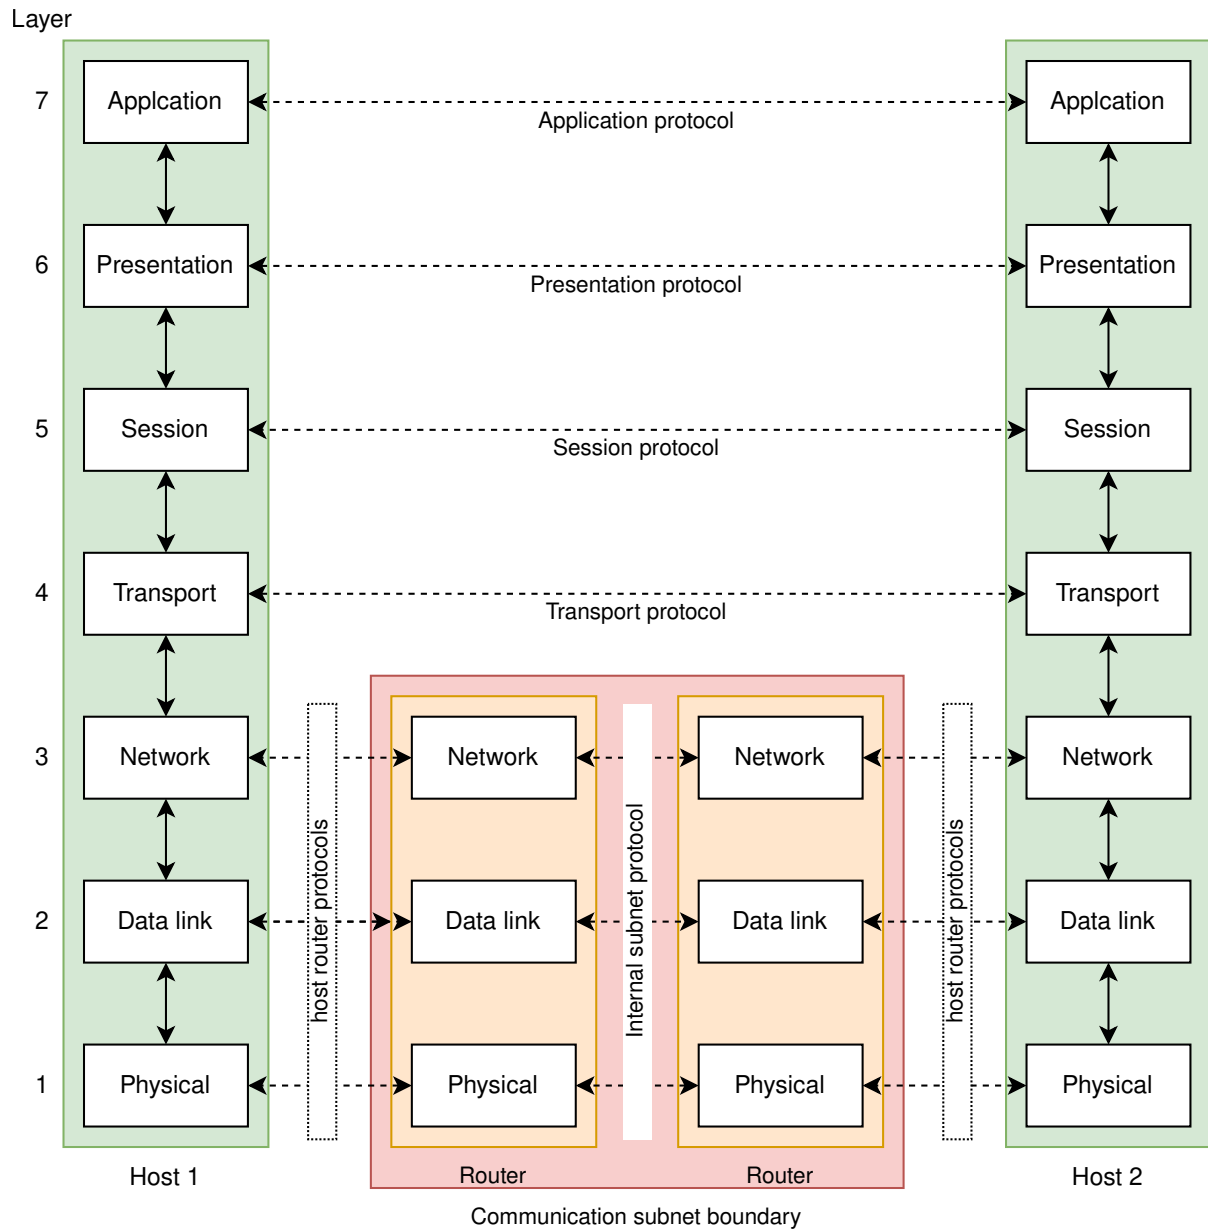 Layer
7
Applcation
Application protocol
Applcation
6
Presentation
Presentation protocol
Presentation
5
Session
Session protocol
Session
4
Transport
Transport protocol
Transport
3
Network
Network
Network
Network
host router protocols
Internal subnet protocol
host router protocols
2
Data link
Data link
Data link
Data link
1
Physical
Physical
Physical
Physical
Host 1
Router
Router
Host 2
Communication subnet boundary